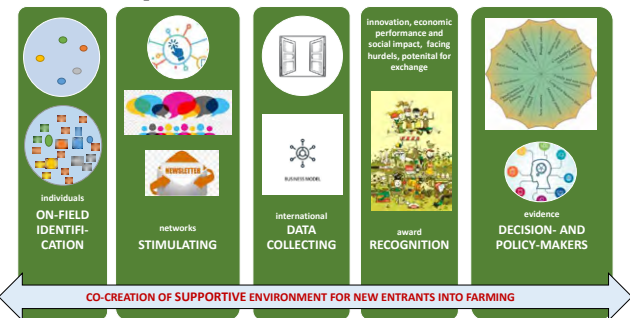 individuals
ON-FIELD
IDENTIFI-
CATION
NEWSLETTER
networks
STIMULATING
BUSINESS MODEL
international
DATA
COLLECTING
innovation, economic
performance and
social impact, facing
hurdels, potenital for
exchange
award
RECOGNITION
evidence
DECISION- AND
POLICY-MAKERS
CO-CREATION OF SUPPORTIVE ENVIRONMENT FOR NEW ENTRANTS INTO FARMING